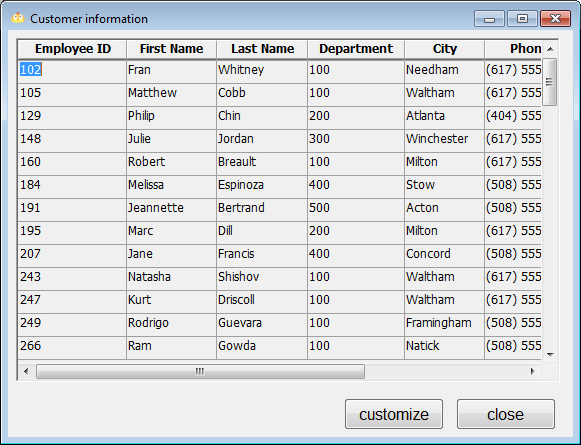 Customer information
Employee ID First Name Last Name Department City Phon
102 Fran Whitney 100 Needham (617) 555
105 Matthew Cobb 100 Waltham (617) 555
129 Philip Chin 200 Atlanta (404) 555
148 Julie Jordan 300 Winchester (617) 555
160 Robert Breault 100 Milton (617) 555
184 Melissa Espinoza 400 Stow (508) 555
191 Jeannette Bertrand 500 Acton (508) 555
195 Marc Dill 200 Milton (617) 555
207 Jane Francis 400 Concord (508) 555
243 Natasha Shishov 100 Waltham (617) 555
247 Kurt Driscoll 100 Waltham (617) 555
249 Rodrigo Guevara 100 Framingham (508) 555
266 Ram Gowda 100 Natick (508) 555
customize close